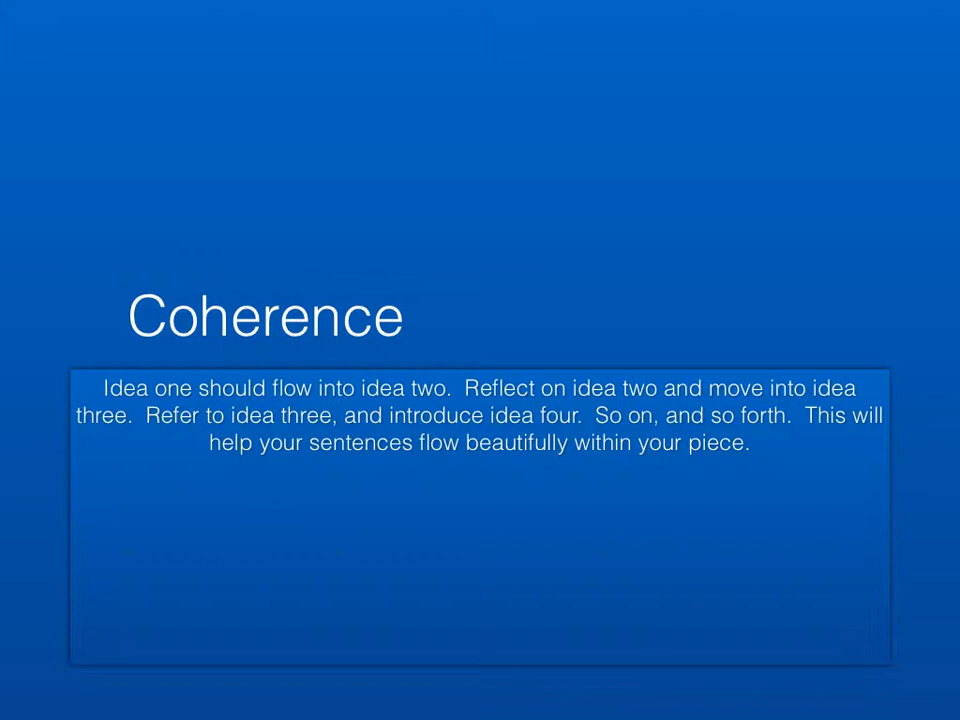 Coherence
Idea one should flow into idea two.  Reflect on idea two and move into idea
three.  Refer to idea three, and introduce idea four.  So on, and so forth.  This will
help your sentences flow beautifully within your piece.